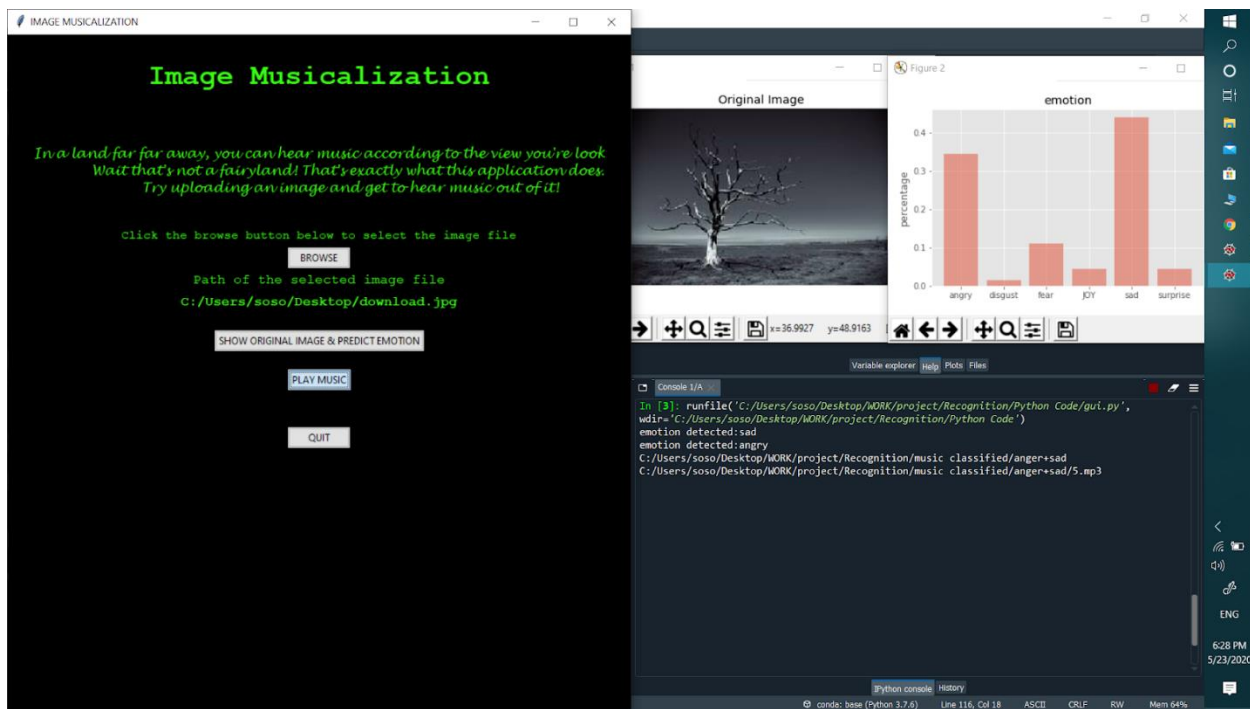 IMAGE MUSICALIZATION
Image Musicalization
In a land far far away, you can hear music according to the view you're look
Wait that's not a fairyland! That's exactly what this application does.
Try uploading an image and get to hear music out of it!
Click the browse button below to select the image file
BROWSE
Path of the selected image file
C:/Users/soso/Desktop/download.jpg
SHOW ORIGINAL IMAGE & PREDICT EMOTION
PLAY MUSIC
QUIT
Original Image
x=36.9927 y=48.9163
Figure 2
emotion
percentage
0.4
0.3
0.2
0.1
0.0
angry disgust fear JOY sad surprise
Variable explorer Help Plots Files
Console 1/A
In [3]: runfile('C:/Users/soso/Desktop/WORK/project/Recognition/Python Code/gui.py',
wdir='C:/Users/soso/Desktop/WORK/project/Recognition/Python Code')
emotion detected:sad
emotion detected:angry
C:/Users/soso/Desktop/WORK/project/Recognition/music classified/anger+sad
C:/Users/soso/Desktop/WORK/project/Recognition/music classified/anger+sad/5.mp3
IPython console History
conda: base (Python 3.7.6) Line 116, Col 18 ASCII CRLF RW Mem 64%
ENG
6:28 PM
5/23/2020